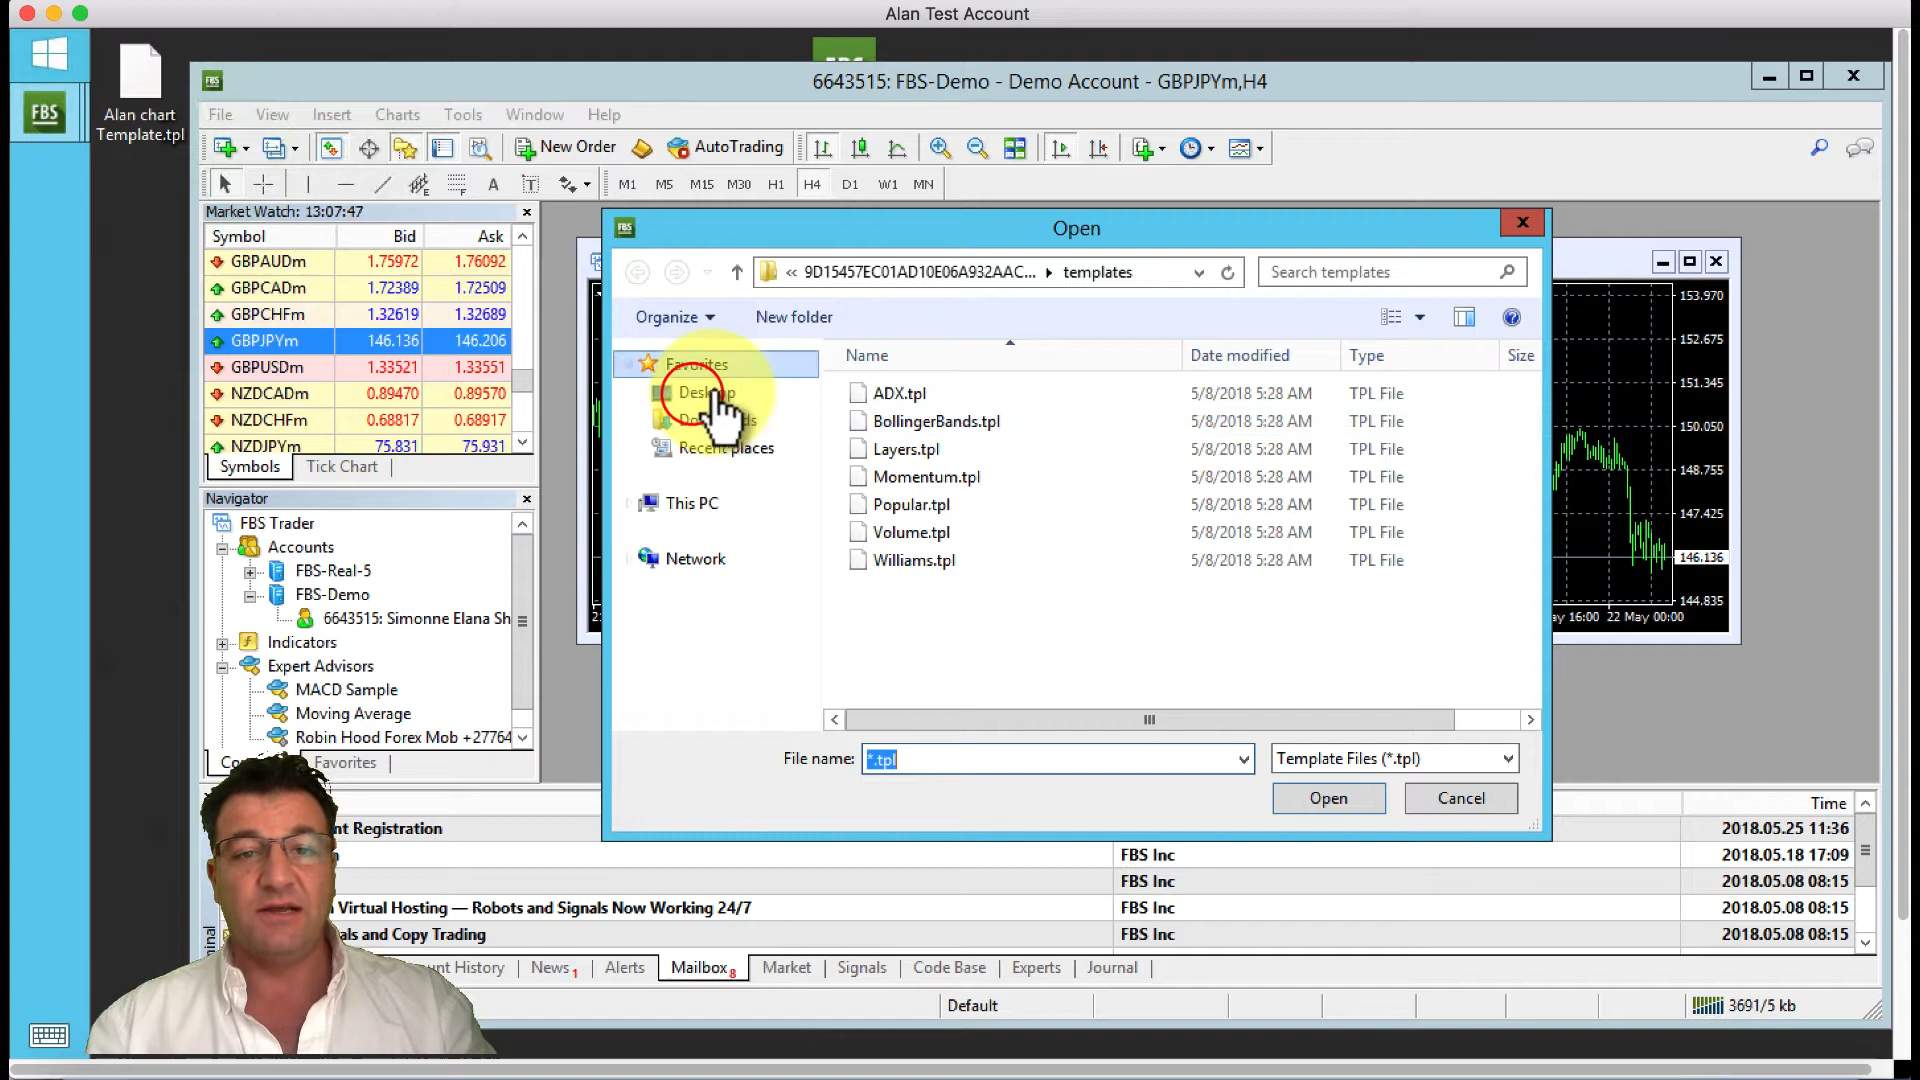 Alan Test Account
Alan chart
Template.tpl
FBS
FBS
6643515: FBS-Demo - Demo Account - GBPJPYm,H4
File View Insert Charts Tools Window Help
New Order AutoTrading
M1 M5 M15 M30 H1 H4 D1 W1 MN
Market Watch: 13:07:47
Symbol Bid Ask
GBPAUDm 1.75972 1.76092
GBPCADm 1.72389 1.72509
GBPCHFm 1.32619 1.32689
GBPJPYm 146.136 146.206
GBPUSDm 1.33521 1.33591
NZDCADm 0.89470 0.89570
NZDCHFm 0.68817 0.68917
NZDJPYm 75.831 75.931
Symbols Tick Chart
Navigator
FBS Trader
Accounts
FBS-Real-5
FBS-Demo
6643515: Simonne Elana Sh
Indicators
Expert Advisors
MACD Sample
Moving Average
Robin Hood Forex Mob +27764
Favorites
FBS
Open
« 9D15457EC01AD10E06A932AAC... templates
Search templates
Organize New folder
Favorites
Desktop
Recent places
This PC
Network
Name Date modified Type Size
ADX.tpl 5/8/2018 5:28 AM TPL File
BollingerBands.tpl 5/8/2018 5:28 AM TPL File
Layers.tpl 5/8/2018 5:28 AM TPL File
Momentum.tpl 5/8/2018 5:28 AM TPL File
Popular.tpl 5/8/2018 5:28 AM TPL File
Volume.tpl 5/8/2018 5:28 AM TPL File
Williams.tpl 5/8/2018 5:28 AM TPL File
File name: *.tpl Template Files (*.tpl)
Open Cancel
153.970
152.675
151.345
150.050
148.755
147.425
146.136
144.835
16:00 22 May 00:00
Time
Registration 2018.05.25 11:36
FBS Inc 2018.05.18 17:09
FBS Inc 2018.05.08 08:15
Virtual Hosting — Robots and Signals Now Working 24/7 FBS Inc 2018.05.08 08:15
and Copy Trading FBS Inc 2018.05.08 08:15
History News 1 Alerts Mailbox 8 Market Signals Code Base Experts Journal
Default 3691/5 kb